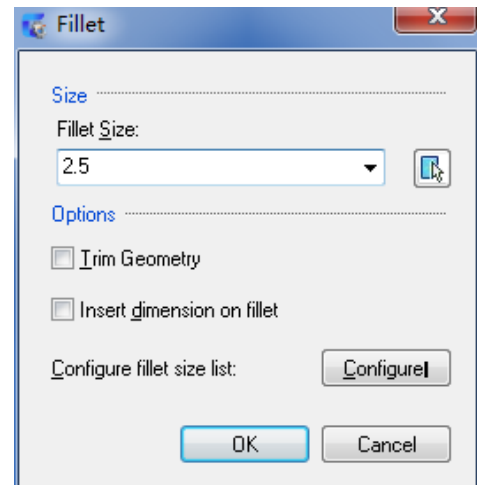 Fillet
Size
Fillet Size:
2.5
Options
Trim Geometry
Insert dimension on fillet
Configure fillet size list:
Configure
OK Cancel